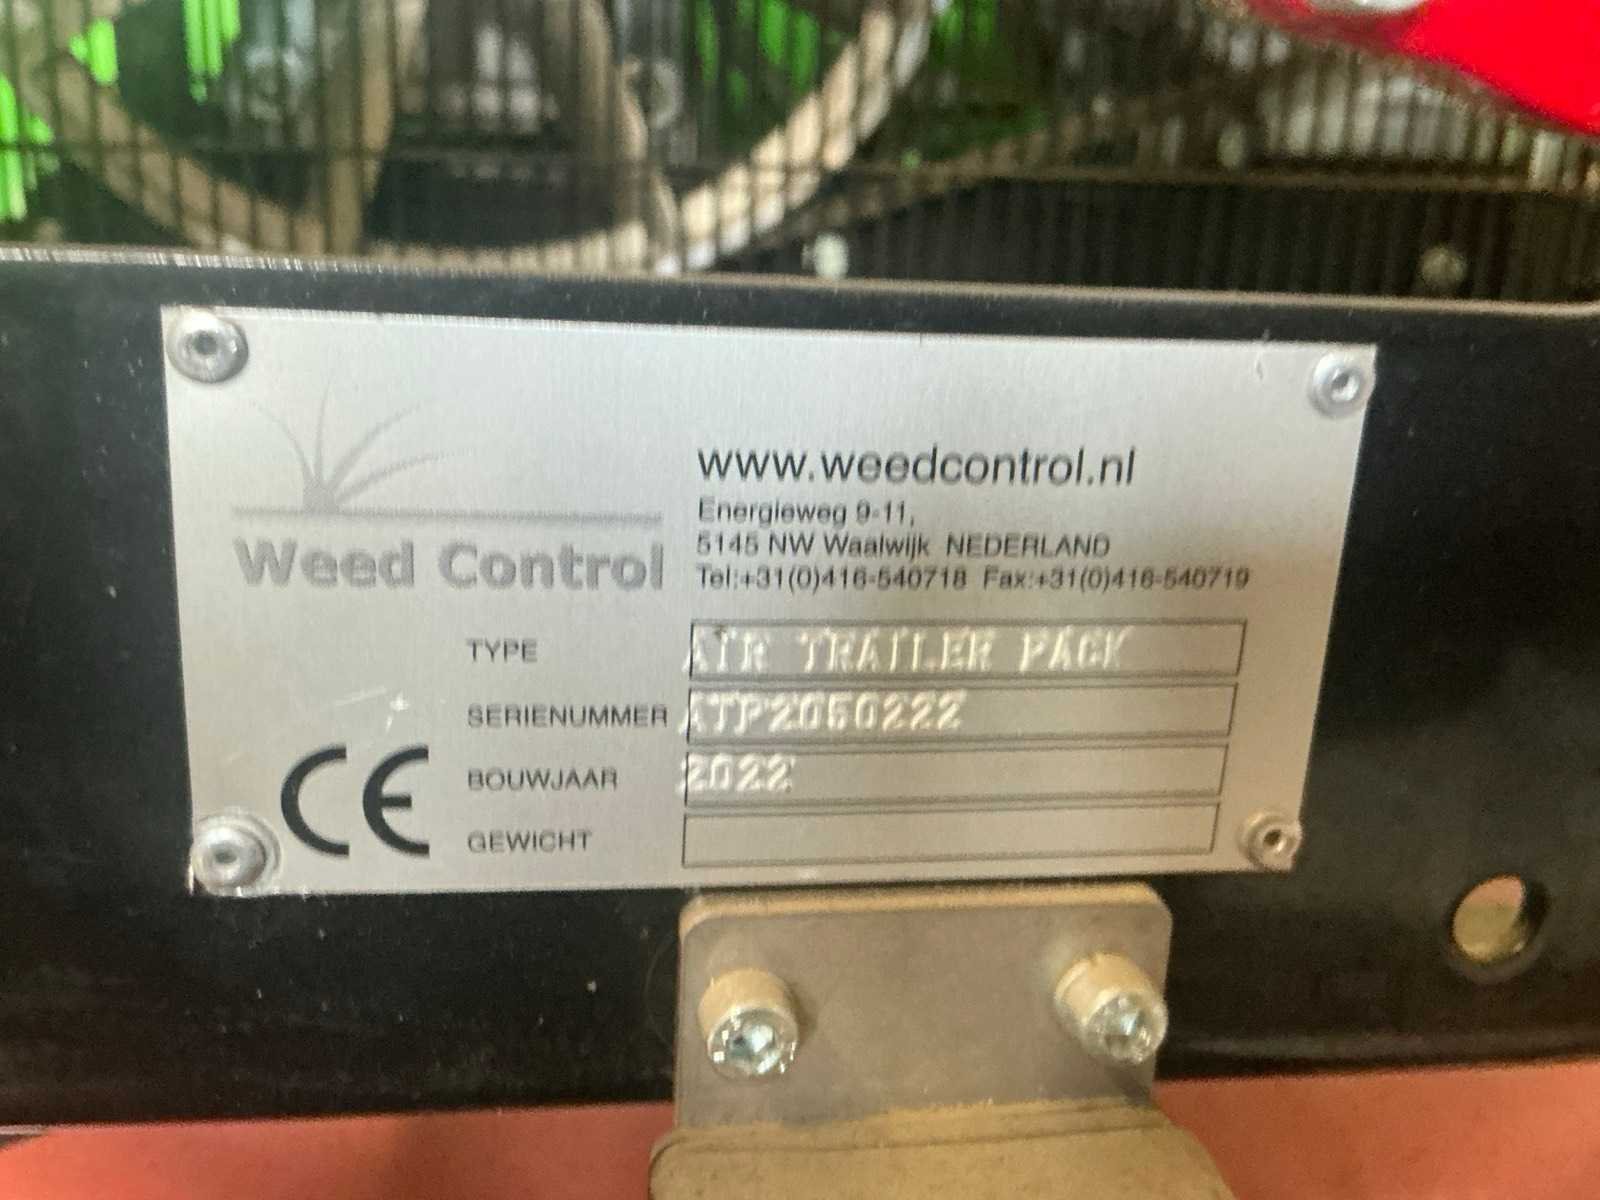 www.weedcontrol.nl
Energieweg 9-11,
5145 NW Waalwijk NEDERLAND
Tel:+31(0)416-540718 Fax:+31(0)416-540719
Weed Control
TYPE AIR TRAILER PACK
SERIENUMMER ATP2050222
BOUWJAAR 2022
GEWICHT
CE